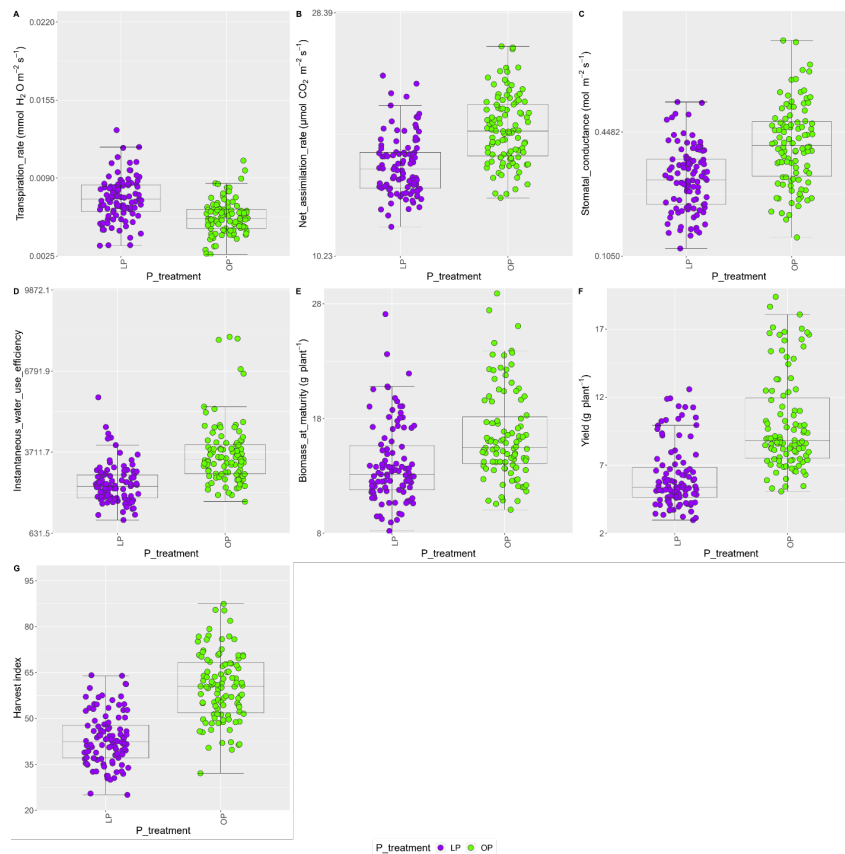 A
Transpiration_rate (mmol H₂O m⁻² s⁻¹)
0.0220
0.0155
0.0090
0.0025
LP
OP
P_treatment
B
Net_assimilation_rate (μmol CO₂ m⁻² s⁻¹)
28.39
10.23
LP
OP
P_treatment
C
Stomatal_conductance (mol m⁻² s⁻¹)
0.4482
0.1050
LP
OP
P_treatment
D
Instantaneous_water_use_efficiency
9872.1
6791.9
3711.7
631.5
LP
OP
P_treatment
E
Biomass_at_maturity (g plant⁻¹)
28
18
8
LP
OP
P_treatment
F
Yield (g plant⁻¹)
17
12
7
2
LP
OP
P_treatment
G
Harvest index
95
80
65
50
35
20
LP
OP
P_treatment
P_treatment LP OP